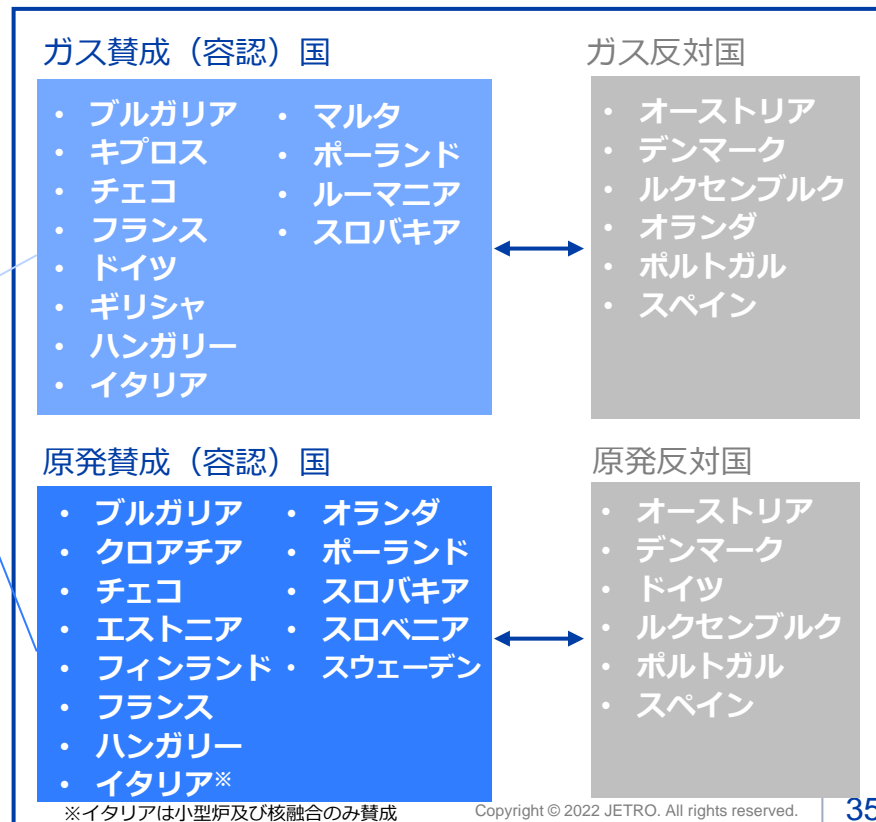 ガス賛成（容認）国
・ ブルガリア
・ キプロス
・ チェコ
・ フランス
・ ドイツ
・ ギリシャ
・ ハンガリー
・ イタリア
・ マルタ
・ ポーランド
・ ルーマニア
・ スロバキア
ガス反対国
・ オーストリア
・ デンマーク
・ ルクセンブルク
・ オランダ
・ ポルトガル
・ スペイン
原発賛成（容認）国
・ ブルガリア
・ クロアチア
・ チェコ
・ エストニア
・ フィンランド
・ フランス
・ ハンガリー
・ イタリア※
・ オランダ
・ ポーランド
・ スロバキア
・ スロベニア
・ スウェーデン
原発反対国
・ オーストリア
・ デンマーク
・ ドイツ
・ ルクセンブルク
・ ポルトガル
・ スペイン
※イタリアは小型炉及び核融合のみ賛成
Copyright © 2022 JETRO. All rights reserved.
35